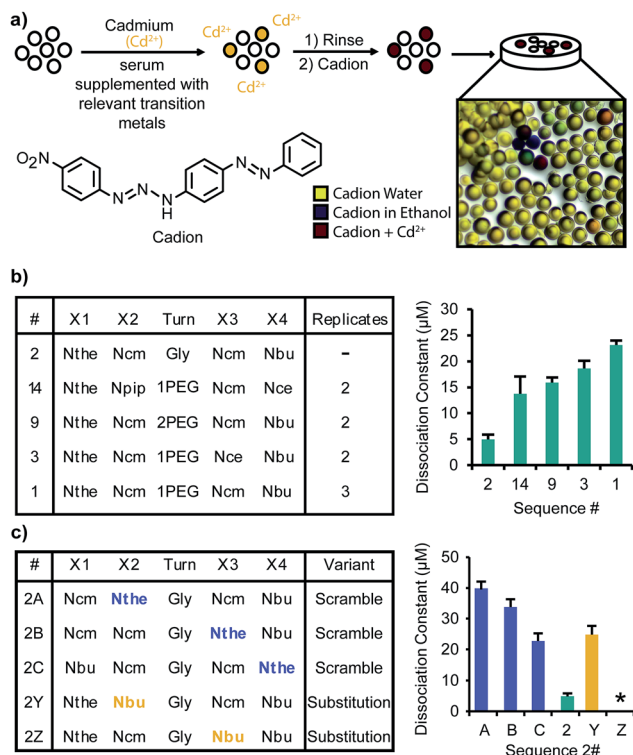 a)
Cadmium
(Cd²⁺)
serum
supplemented with
relevant transition
metals
Cd²⁺
Cd²⁺
Cd²⁺
1) Rinse
2) Cadion
O₂N
N
N
N
H
N
N
Cadion
Cadion Water
Cadion in Ethanol
Cadion + Cd²⁺
b)
# X1 X2 Turn X3 X4 Replicates
2 Nthe Ncm Gly Ncm Nbu –
14 Nthe Npip 1PEG Ncm Nce 2
9 Nthe Ncm 2PEG Ncm Nbu 2
3 Nthe Ncm 1PEG Nce Nbu 2
1 Nthe Ncm 1PEG Ncm Nbu 3
Dissociation Constant (µM)
30
25
20
15
10
5
0
2 14 9 3 1
Sequence #
c)
# X1 X2 Turn X3 X4 Variant
2A Ncm Nthe Gly Ncm Nbu Scramble
2B Ncm Ncm Gly Nthe Nbu Scramble
2C Nbu Ncm Gly Ncm Nthe Scramble
2Y Nthe Nbu Gly Ncm Nbu Substitution
2Z Nthe Ncm Gly Nbu Nbu Substitution
Dissociation Constant (µM)
50
40
30
20
10
0
*
A B C 2 Y Z
Sequence 2#